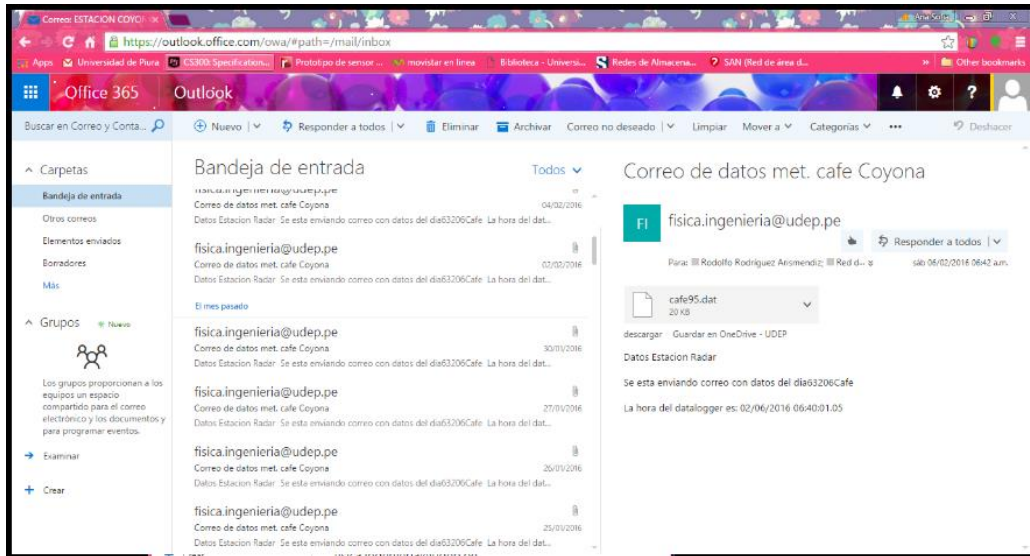 Correo: ESTACION COYO
Ana Sofia
https://outlook.office.com/owa/#path=/mail/inbox
Apps Universidad de Piura CS300: Specification... Prototipo de sensor ... movistar en linea Biblioteca - Universi... Redes de Almacena... SAN (Red de área d... » Other bookmarks
Office 365 Outlook ?
Buscar en Correo y Conta... Nuevo Responder a todos Eliminar Archivar Correo no deseado Limpiar Mover a Categorías ... Deshacer
Carpetas
Bandeja de entrada
Otros correos
Elementos enviados
Borradores
Más
Grupos Nuevo
Los grupos proporcionan a los
equipos un espacio
compartido para el correo
electrónico y los documentos y
para programar eventos.
Examinar
Crear
Bandeja de entrada Todos
fisica.ingenieria@udep.pe
Correo de datos met. cafe Coyona 04/02/2016
Datos Estacion Radar Se esta enviando correo con datos del dia63206Cafe La hora del dat...
fisica.ingenieria@udep.pe
Correo de datos met. cafe Coyona 02/02/2016
Datos Estacion Radar Se esta enviando correo con datos del dia63206Cafe La hora del dat...
El mes pasado
fisica.ingenieria@udep.pe
Correo de datos met. cafe Coyona 30/01/2016
Datos Estacion Radar Se esta enviando correo con datos del dia63206Cafe La hora del dat...
fisica.ingenieria@udep.pe
Correo de datos met. cafe Coyona 27/01/2016
Datos Estacion Radar Se esta enviando correo con datos del dia63206Cafe La hora del dat...
fisica.ingenieria@udep.pe
Correo de datos met. cafe Coyona 26/01/2016
Datos Estacion Radar Se esta enviando correo con datos del dia63206Cafe La hora del dat...
fisica.ingenieria@udep.pe
Correo de datos met. cafe Coyona 25/01/2016
Datos Estacion Radar Se esta enviando correo con datos del dia63206Cafe La hora del dat...
Correo de datos met. cafe Coyona
FI fisica.ingenieria@udep.pe
Responder a todos
Para: Rodolfo Rodríguez Arismendiz; Red d... sáb 06/02/2016 06:42 a.m.
cafe95.dat
20 KB
descargar Guardar en OneDrive - UDEP
Datos Estacion Radar
Se esta enviando correo con datos del dia63206Cafe
La hora del datalogger es: 02/06/2016 06:40:01.05